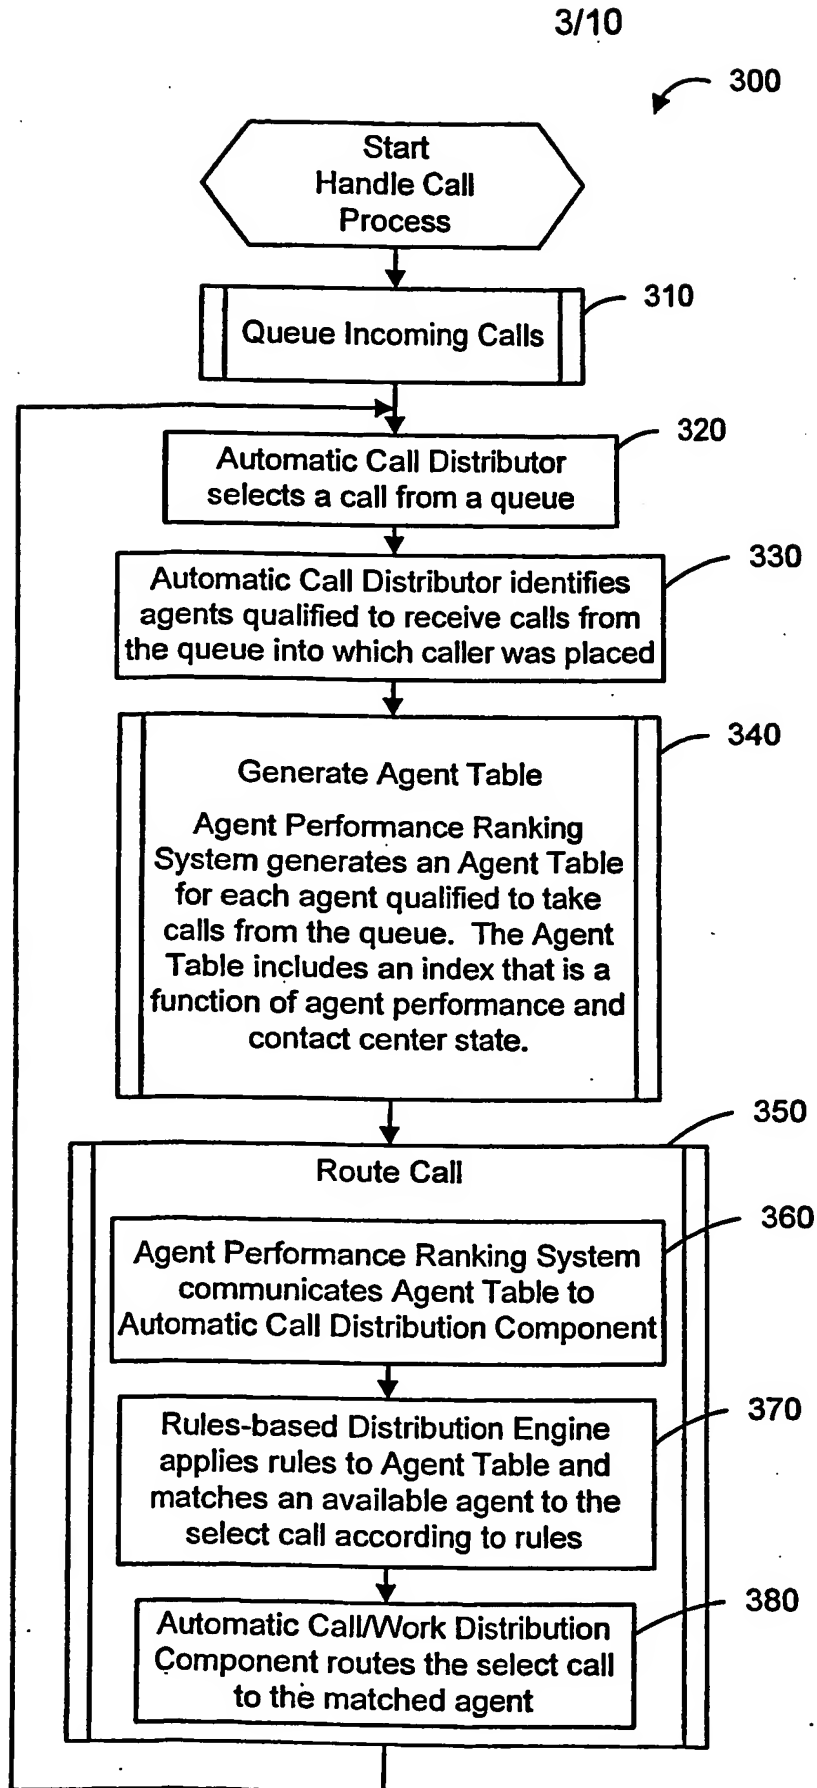 3/10
300
Start
Handle Call
Process
310
Queue Incoming Calls
320
Automatic Call Distributor
selects a call from a queue
330
Automatic Call Distributor identifies
agents qualified to receive calls from
the queue into which caller was placed
340
Generate Agent Table
Agent Performance Ranking
System generates an Agent Table
for each agent qualified to take
calls from the queue. The Agent
Table includes an index that is a
function of agent performance and
contact center state.
350
Route Call
360
Agent Performance Ranking System
communicates Agent Table to
Automatic Call Distribution Component
370
Rules-based Distribution Engine
applies rules to Agent Table and
matches an available agent to the
select call according to rules
380
Automatic Call/Work Distribution
Component routes the select call
to the matched agent